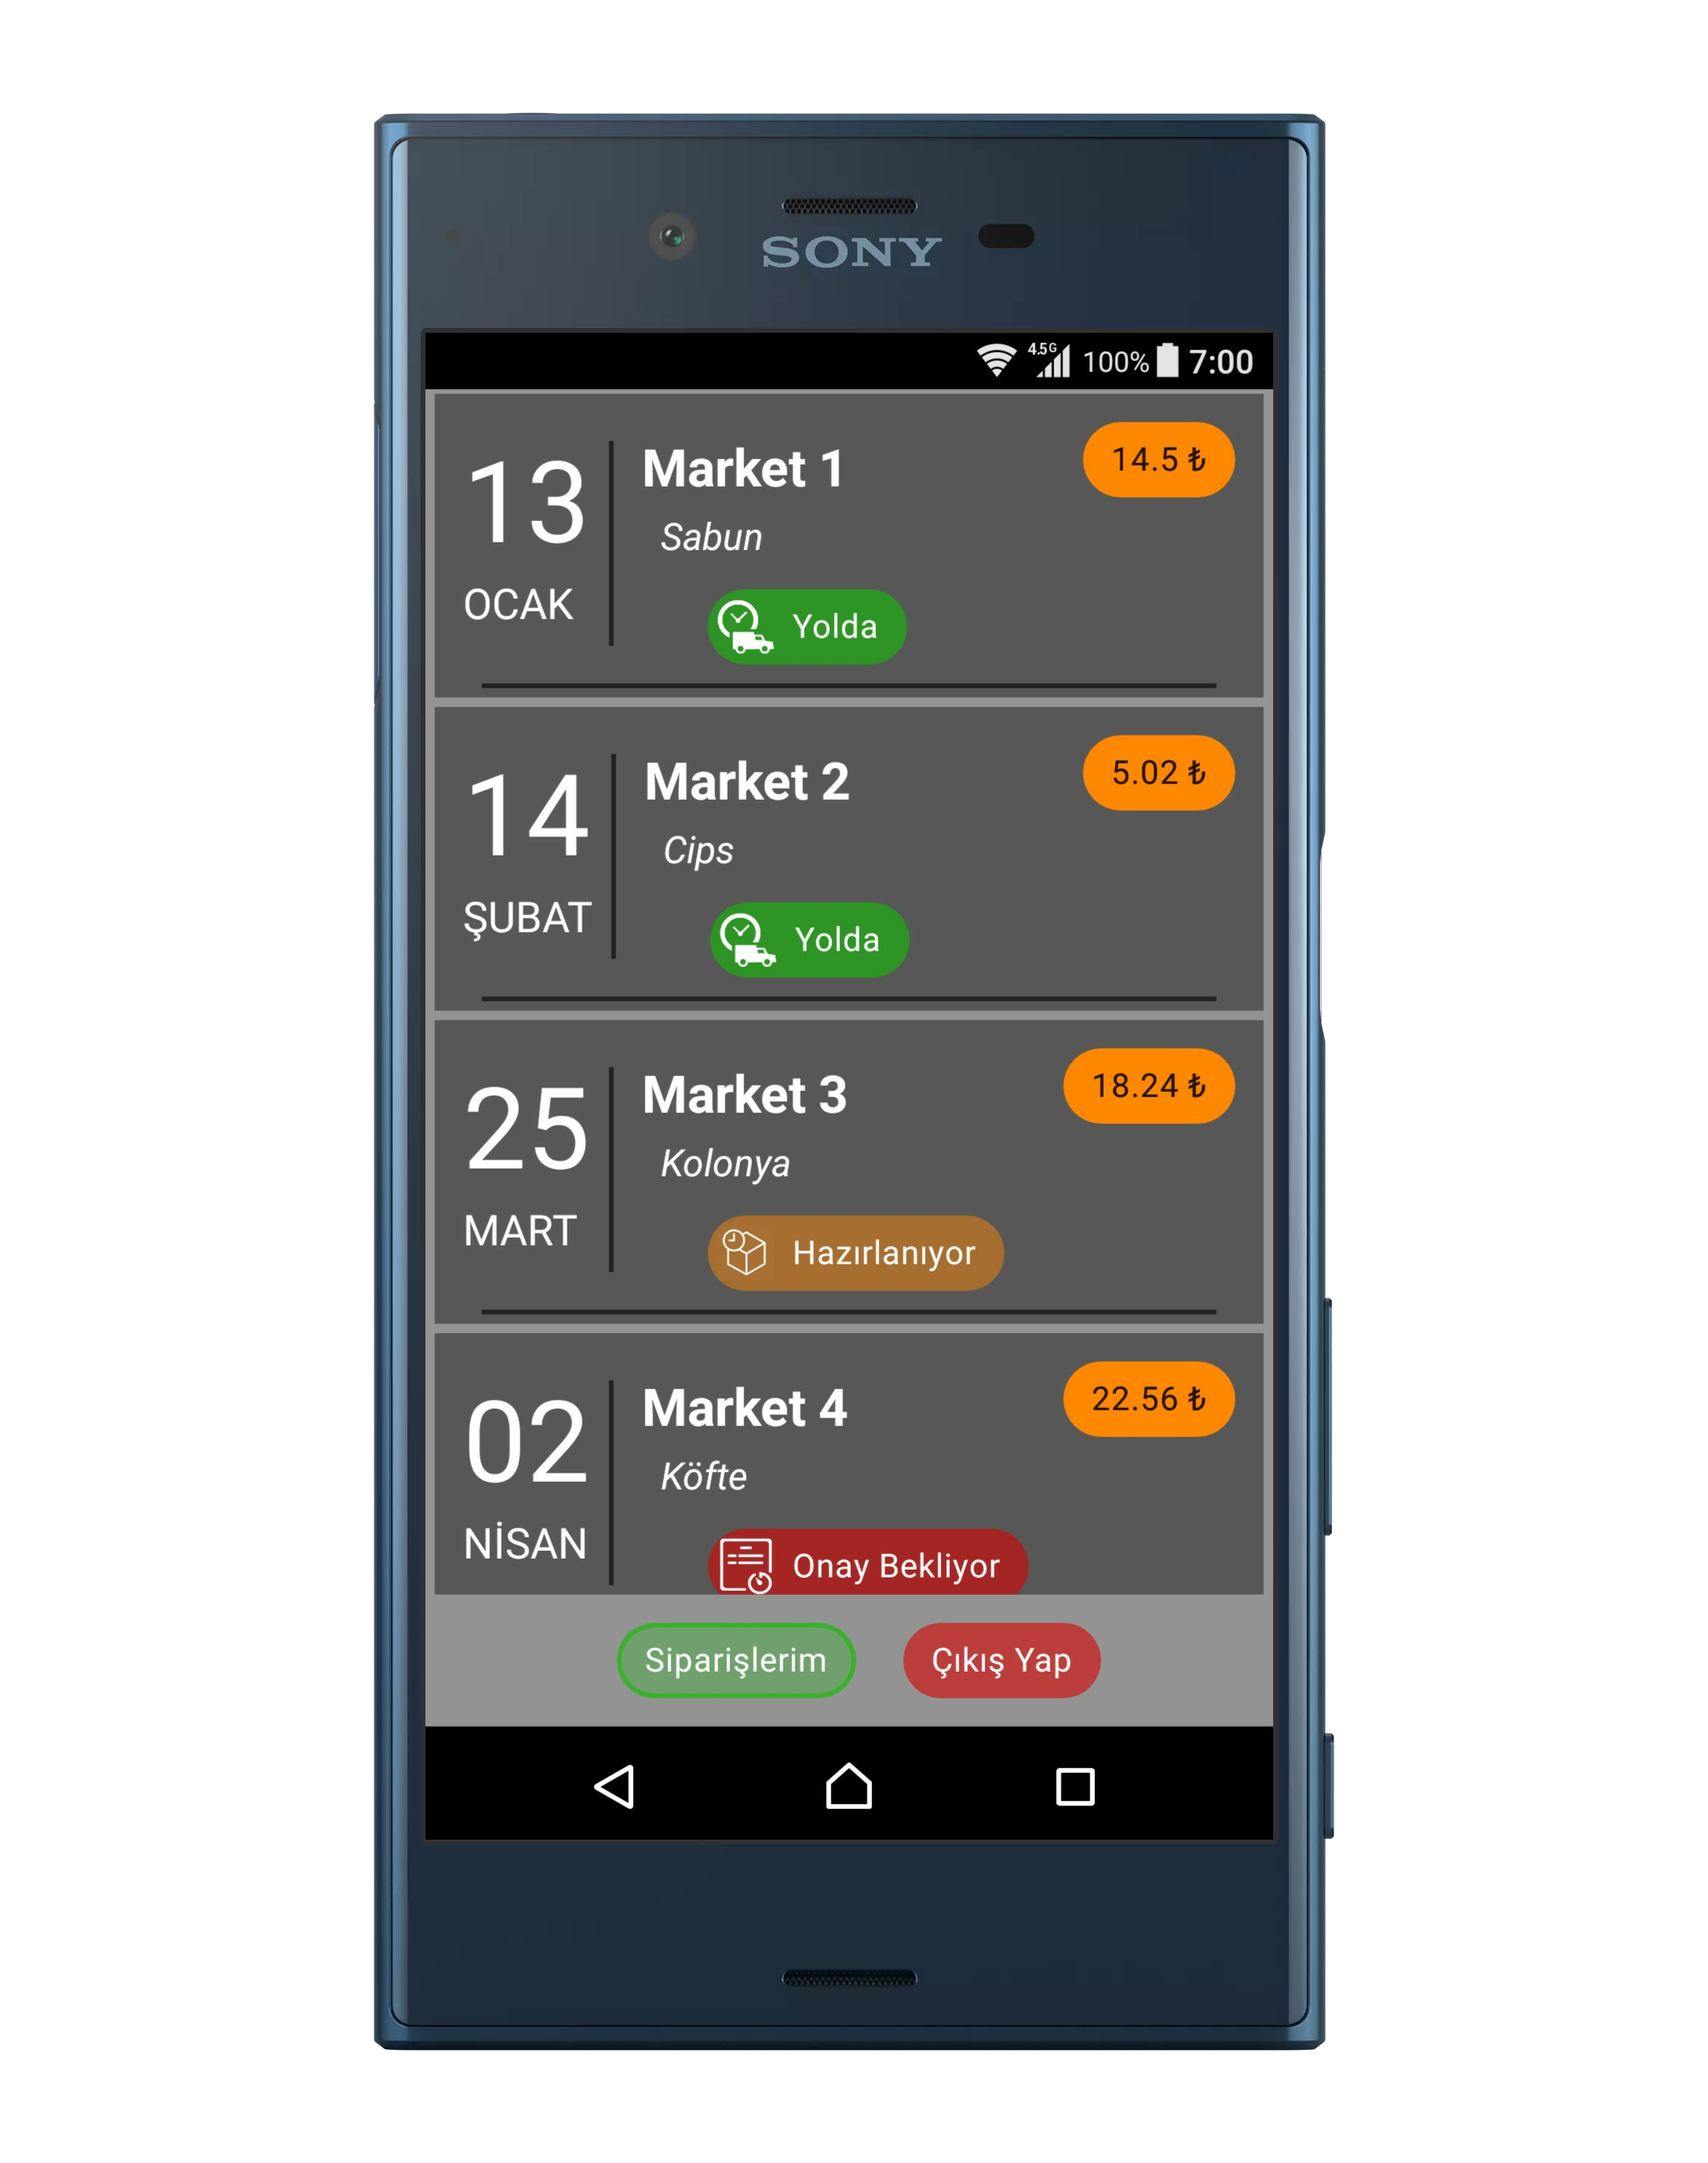 SONY
4.5G 100% 7:00
13
OCAK
Market 1
Sabun
Yolda
14.5 ₺
14
ŞUBAT
Market 2
Cips
Yolda
5.02 ₺
25
MART
Market 3
Kolonya
Hazırlanıyor
18.24 ₺
02
NİSAN
Market 4
Köfte
Onay Bekliyor
22.56 ₺
Siparişlerim
Çıkış Yap